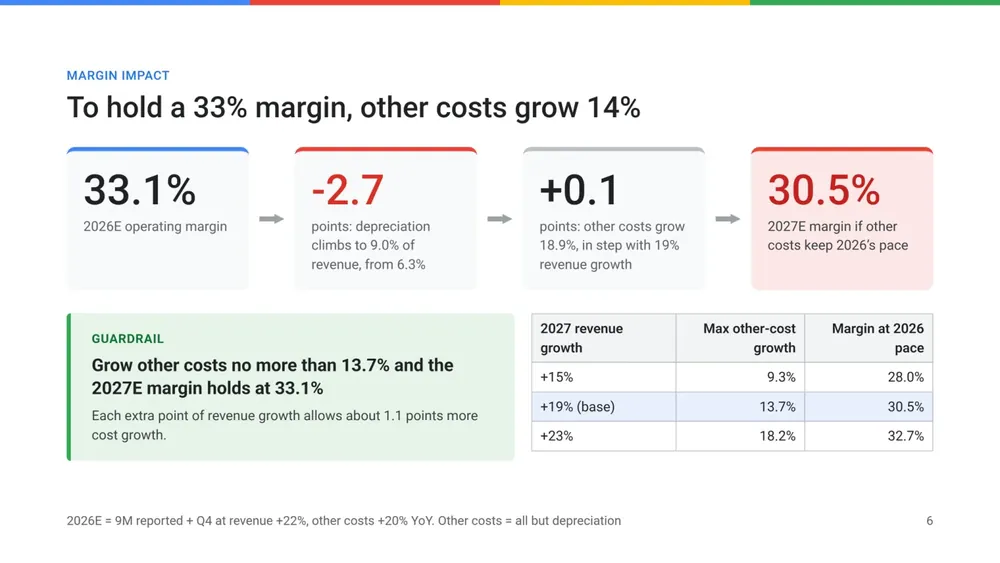 MARGIN IMPACT
To hold a 33% margin, other costs grow 14%
33.1%
2026E operating margin
-2.7
points: depreciation
climbs to 9.0% of
revenue, from 6.3%
+0.1
points: other costs grow
18.9%, in step with 19%
revenue growth
30.5%
2027E margin if other
costs keep 2026’s pace
GUARDRAIL
Grow other costs no more than 13.7% and the
2027E margin holds at 33.1%
Each extra point of revenue growth allows about 1.1 points more
cost growth.
2027 revenue growth Max other-cost growth Margin at 2026 pace
+15% 9.3% 28.0%
+19% (base) 13.7% 30.5%
+23% 18.2% 32.7%
2026E = 9M reported + Q4 at revenue +22%, other costs +20% YoY. Other costs = all but depreciation
6